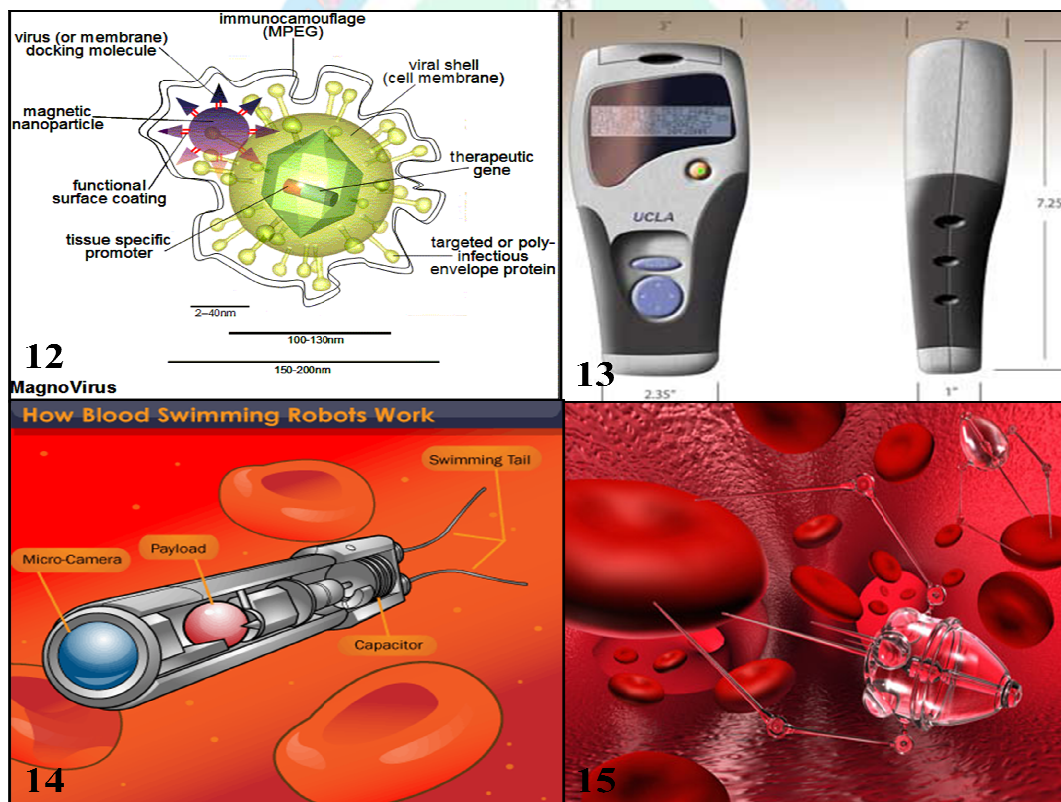 immunocamouflage
(MPEG)
virus (or membrane)
docking molecule
viral shell
(cell membrane)
magnetic
nanoparticle
therapeutic
gene
functional
surface coating
tissue specific
promoter
targeted or poly-
infectious
envelope protein
2–40nm
100-130nm
150-200nm
12
MagnoVirus
3"
2"
7.25
UCLA
13
2.35"
1"
How Blood Swimming Robots Work
Swimming Tail
Payload
Micro-Camera
Capacitor
14
15